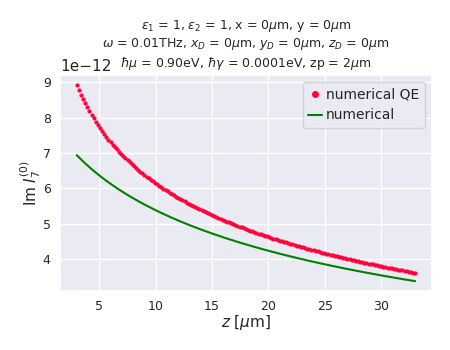 ε₁ = 1, ε₂ = 1, x = 0μm, y = 0μm
ω = 0.01THz, x_D = 0μm, y_D = 0μm, z_D = 0μm
ℏμ = 0.90eV, ℏγ = 0.0001eV, zp = 2μm
1e−12
9
8
7
6
5
4
Im I₇⁽⁰⁾
numerical QE
numerical
5 10 15 20 25 30
z [μm]